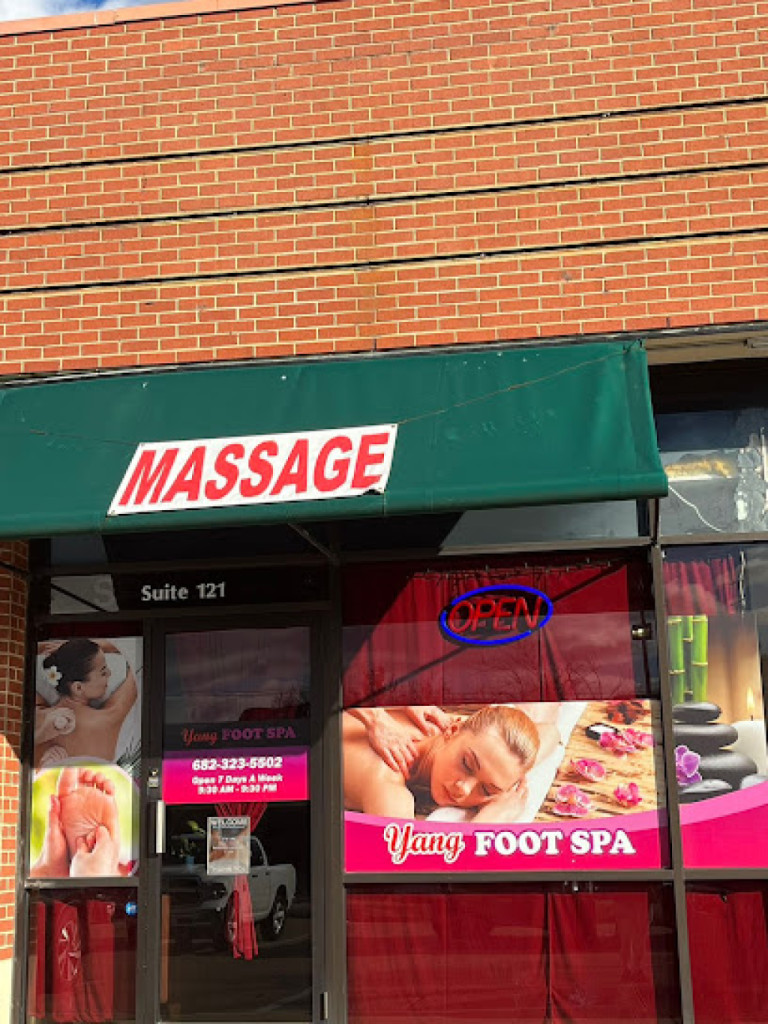 MASSAGE
Suite 121
OPEN
Yang FOOT SPA
682-323-5502
Open 7 Days A Week
9:30 AM - 9:30 PM
WELCOME
Yang FOOT SPA